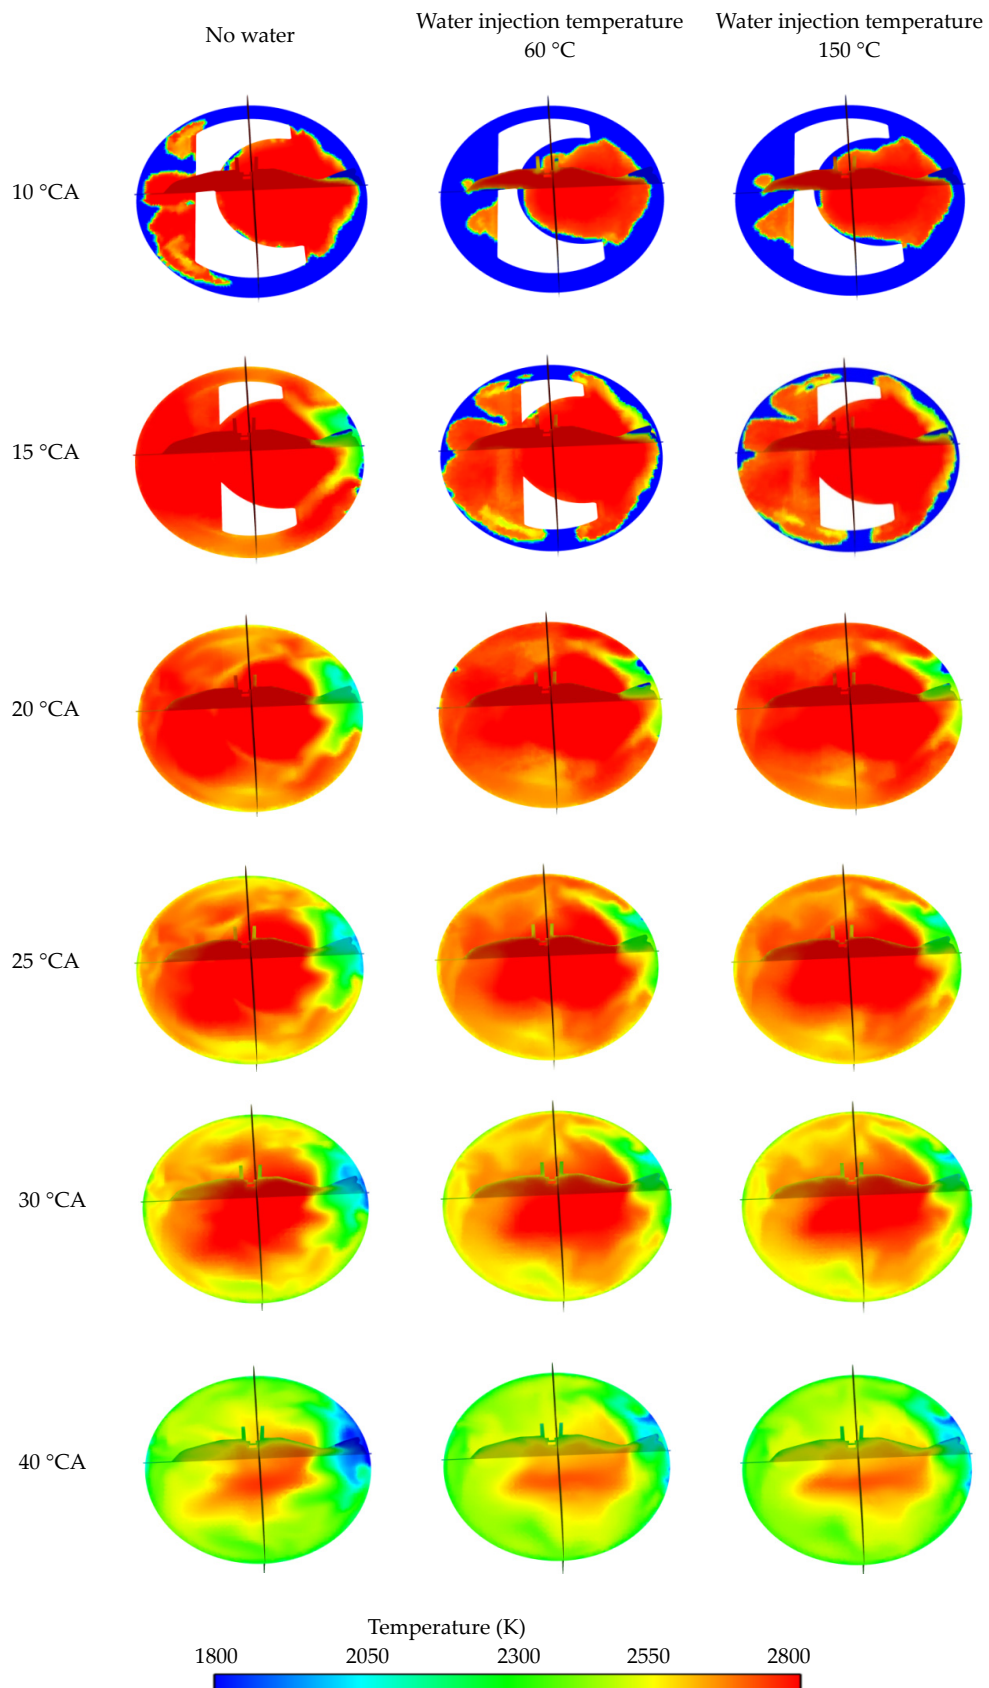 No water
Water injection temperature
60 °C
Water injection temperature
150 °C
10 °CA
15 °CA
20 °CA
25 °CA
30 °CA
40 °CA
Temperature (K)
1800 2050 2300 2550 2800